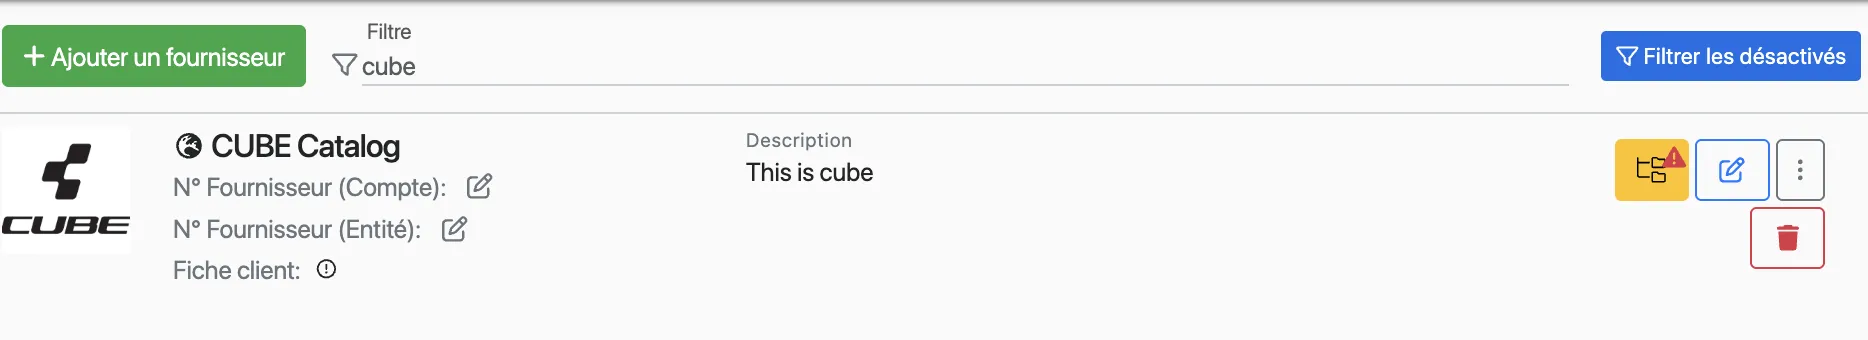 Ajouter un fournisseur
Filtre
cube
Filtrer les désactivés
CUBE
CUBE Catalog
N° Fournisseur (Compte):
N° Fournisseur (Entité):
Fiche client:
Description
This is cube